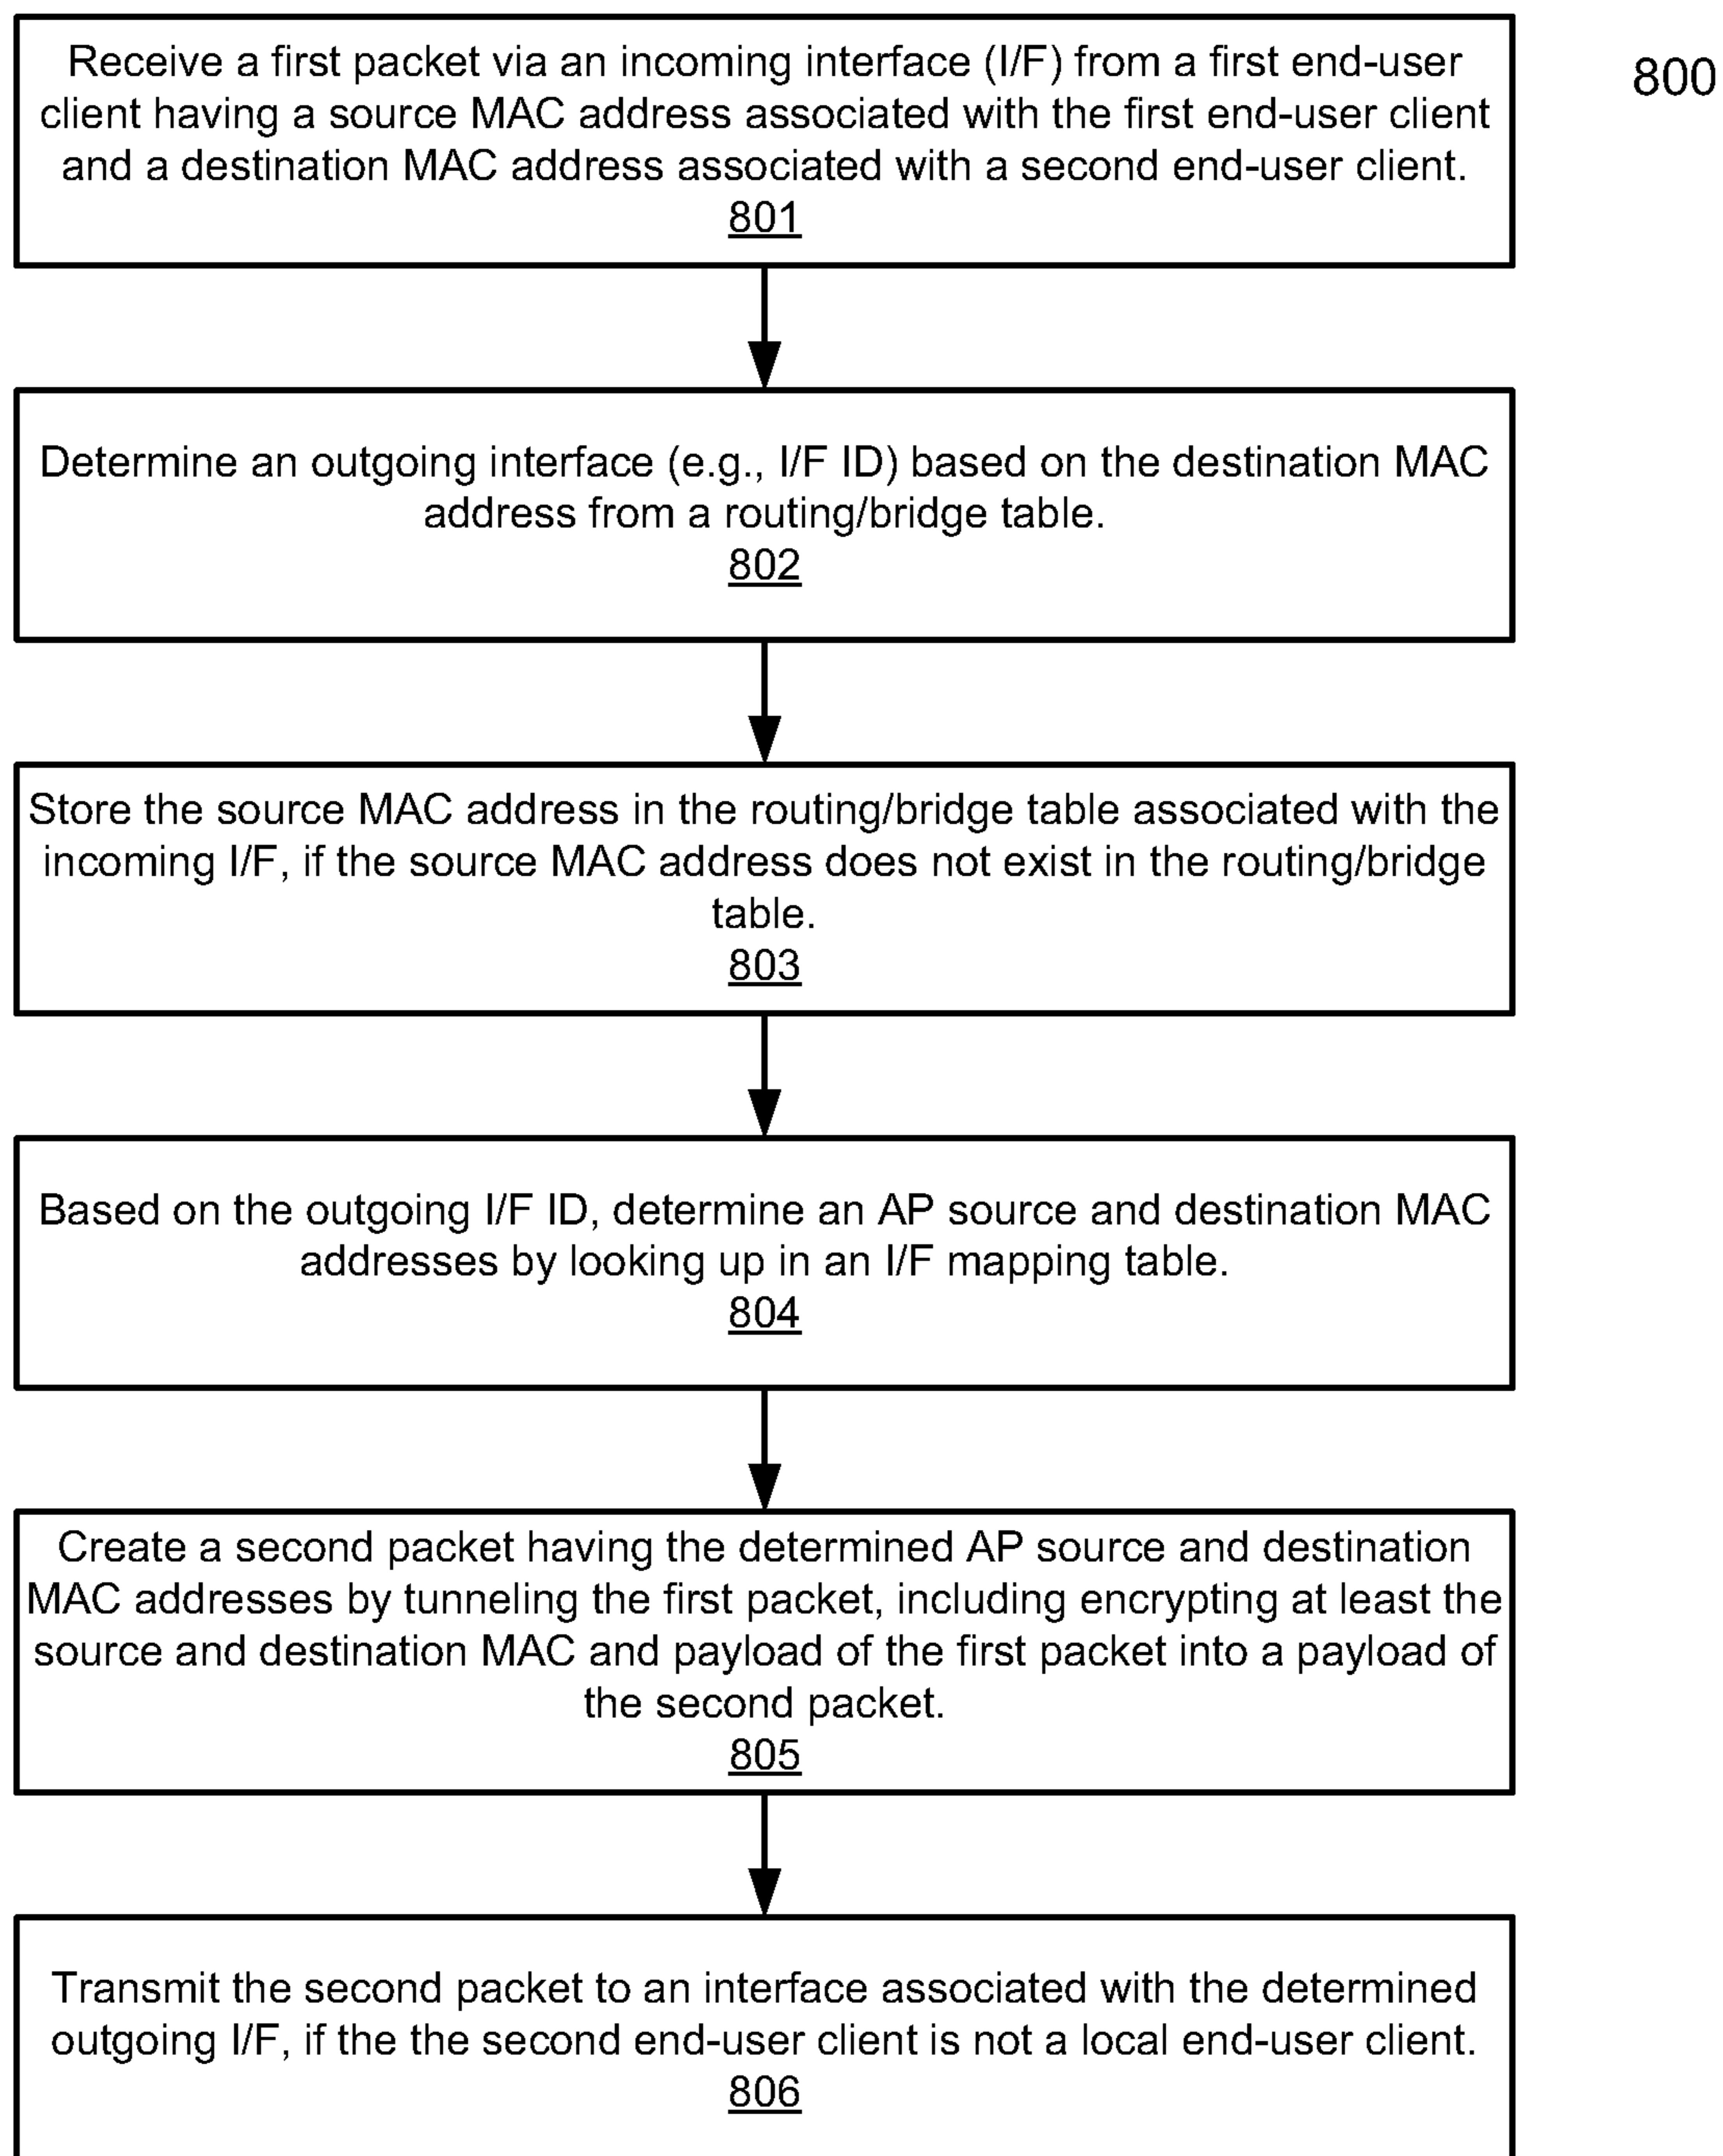 Receive a first packet via an incoming interface (I/F) from a first end-user
800
client having a source MAC address associated with the first end-user client
and a destination MAC address associated with a second end-user client.
801
Determine an outgoing interface (e.g., I/F ID) based on the destination MAC
address from a routing/bridge table.
802
Store the source MAC address in the routing/bridge table associated with the
incoming I/F, if the source MAC address does not exist in the routing/bridge
table.
803
Based on the outgoing I/F ID, determine an AP source and destination MAC
addresses by looking up in an I/F mapping table.
804
Create a second packet having the determined AP source and destination
MAC addresses by tunneling the first packet, including encrypting at least the
source and destination MAC and payload of the first packet into a payload of
the second packet.
805
Transmit the second packet to an interface associated with the determined
outgoing I/F, if the the second end-user client is not a local end-user client.
806